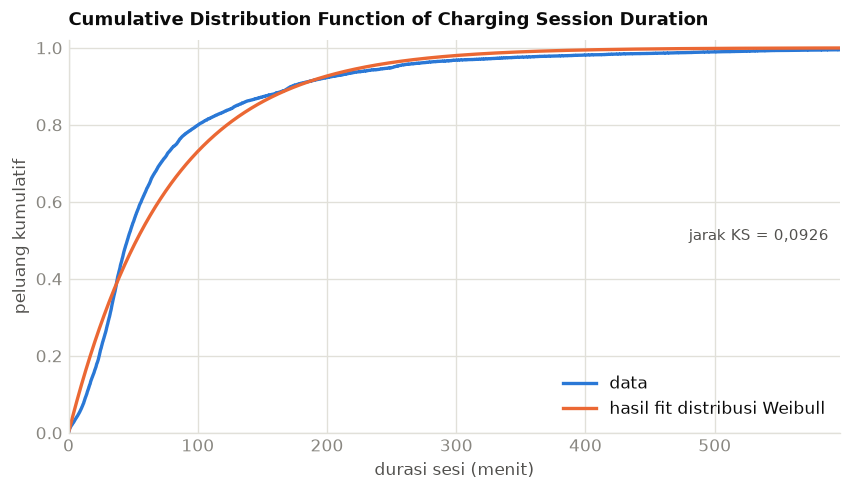 Cumulative Distribution Function of Charging Session Duration
1.0
0.8
0.6
0.4
0.2
0.0
peluang kumulatif
jarak KS = 0,0926
data
hasil fit distribusi Weibull
0 100 200 300 400 500
durasi sesi (menit)